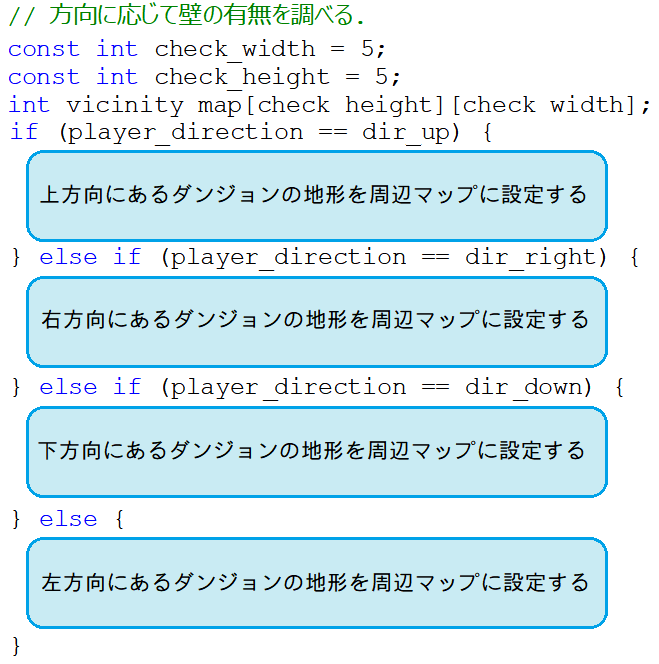 // 方向に応じて壁の有無を調べる.
const int check_width = 5;
const int check_height = 5;
int vicinity map[check height][check width];
if (player_direction == dir_up) {
上方向にあるダンジョンの地形を周辺マップに設定する
} else if (player_direction == dir_right) {
右方向にあるダンジョンの地形を周辺マップに設定する
} else if (player_direction == dir_down) {
下方向にあるダンジョンの地形を周辺マップに設定する
} else {
左方向にあるダンジョンの地形を周辺マップに設定する
}